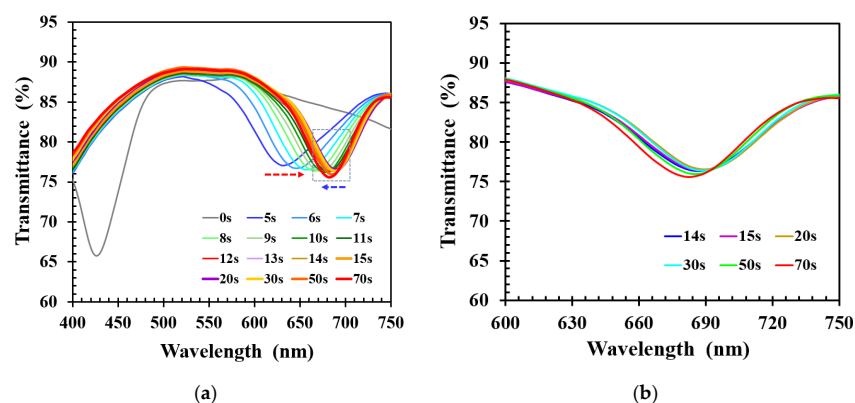 95
90
85
80
75
70
65
60
Transmittance (%)
0s 5s 6s 7s
8s 9s 10s 11s
12s 13s 14s 15s
20s 30s 50s 70s
400 450 500 550 600 650 700 750
Wavelength (nm)
(a)
95
90
85
80
75
70
65
60
Transmittance (%)
14s 15s 20s
30s 50s 70s
600 630 660 690 720 750
Wavelength (nm)
(b)